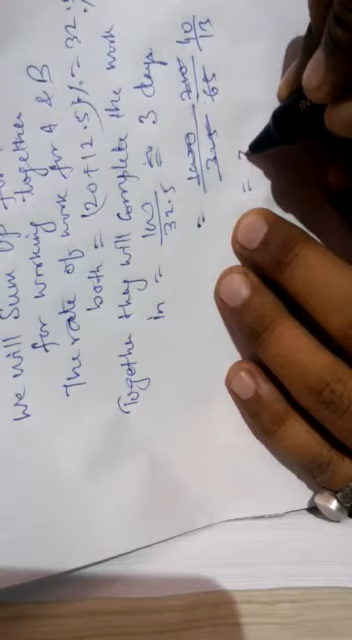 We will sum up
for working together
The rate of work for A & B
both = (20+12.5)% = 32.
Together they will complete the work
in = 100/32.5 = 3 days
= 1000/325 200/65 40/13
= 3